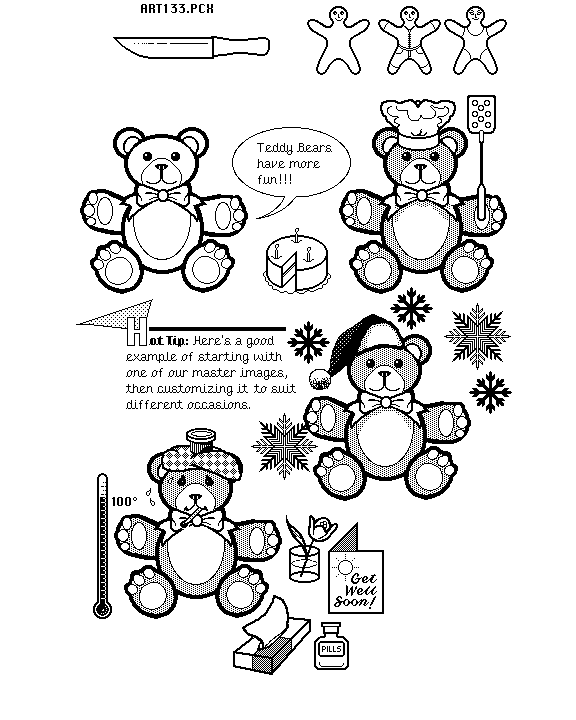 ART133.PCX
Teddy Bears
have more
fun!!!
Hot Tip: Here's a good
example of starting with
one of our master images,
then customizing it to suit
different occasions.
100°
Get
Well
Soon!
PILLS